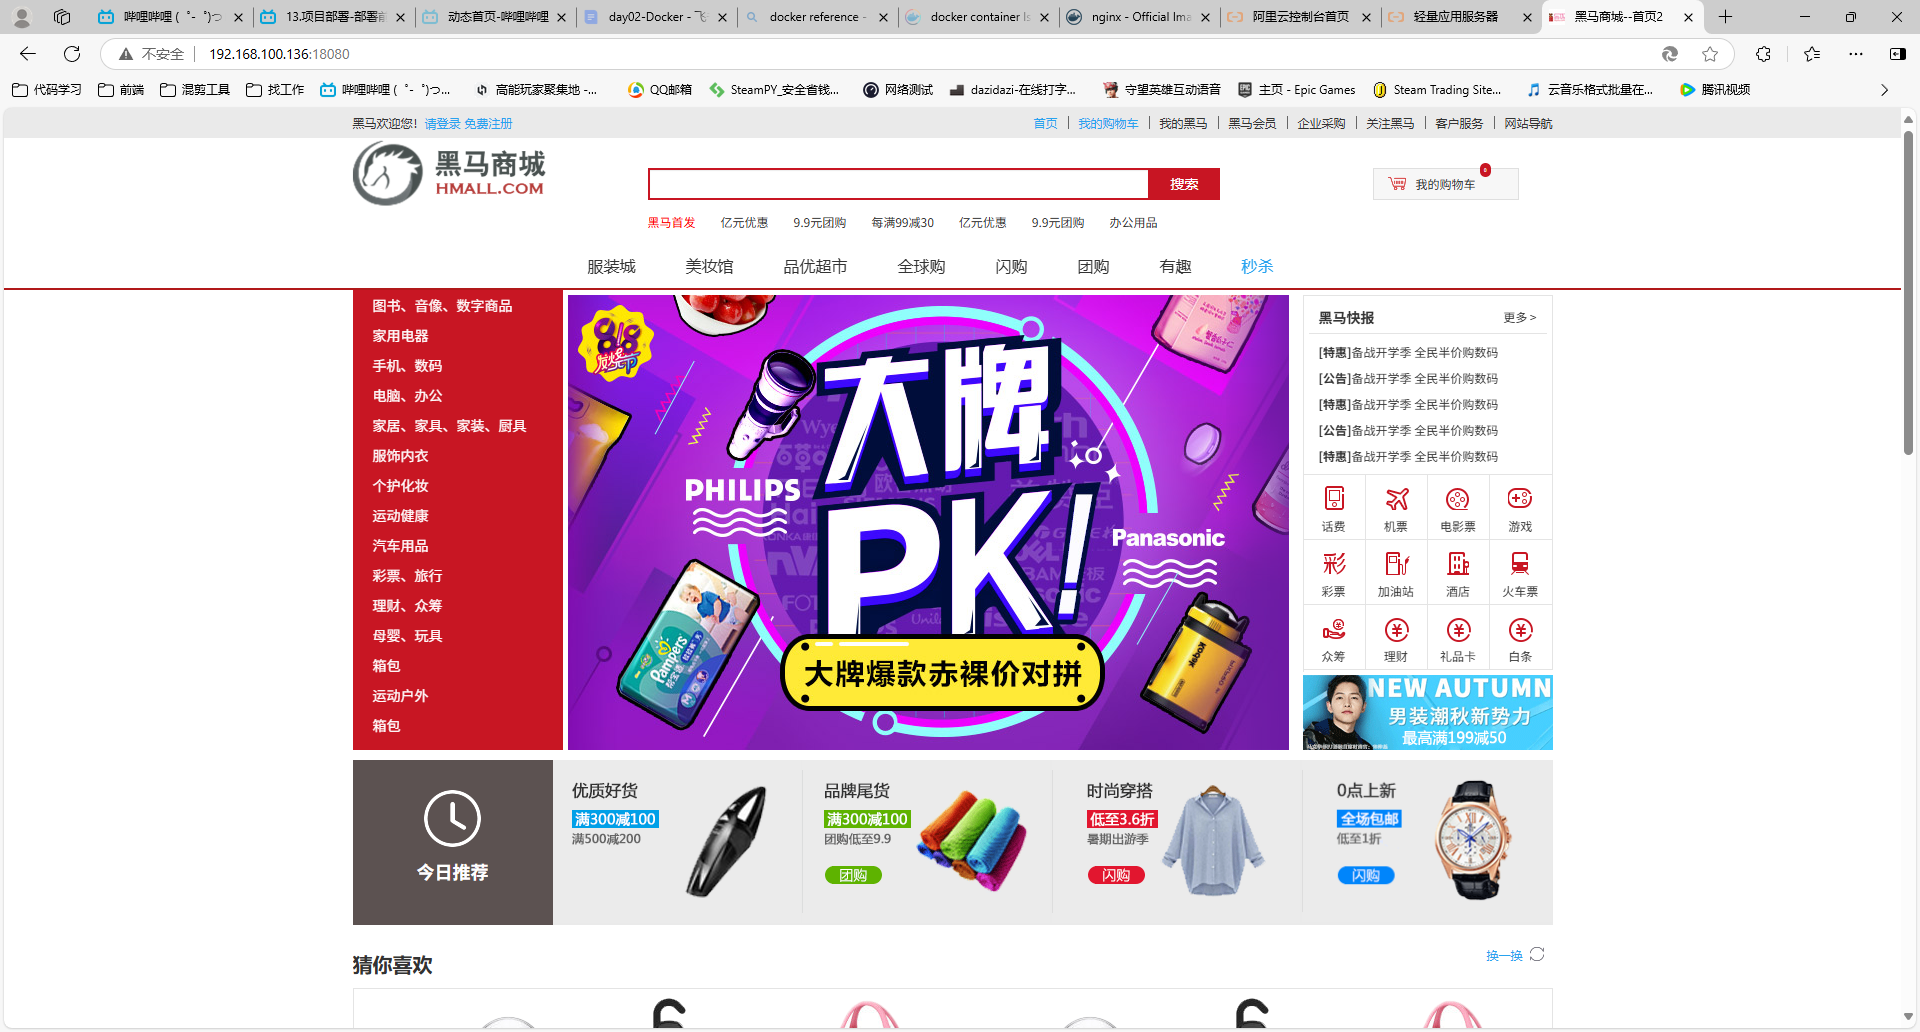 哔哩哔哩 (゜-゜)つ
13.项目部署-部署前
动态首页-哔哩哔哩
day02-Docker - 飞
docker reference -
docker container ls
nginx - Official Ima
阿里云控制台首页
轻量应用服务器
黑马商城--首页2
不安全
192.168.100.136:18080
代码学习
前端
混剪工具
找工作
哔哩哔哩 (゜-゜)つ...
高能玩家聚集地 -...
QQ邮箱
SteamPY_安全省钱...
网络测试
dazidazi-在线打字...
守望英雄互动语音
主页 - Epic Games
Steam Trading Site...
云音乐格式批量在...
腾讯视频
黑马欢迎您! 请登录 免费注册
首页 我的购物车 我的黑马 黑马会员 企业采购 关注黑马 客户服务 网站导航
黑马商城
HMALL.COM
搜索
我的购物车
0
黑马首发 亿元优惠 9.9元团购 每满99减30 亿元优惠 9.9元团购 办公用品
服装城 美妆馆 品优超市 全球购 闪购 团购 有趣 秒杀
图书、音像、数字商品
家用电器
手机、数码
电脑、办公
家居、家具、家装、厨具
服饰内衣
个护化妆
运动健康
汽车用品
彩票、旅行
理财、众筹
母婴、玩具
箱包
运动户外
箱包
大牌
PK!
PHILIPS
Panasonic
Pampers
Kodak
大牌爆款赤裸价对拼
黑马快报
更多 >
[特惠]备战开学季 全民半价购数码
[公告]备战开学季 全民半价购数码
[特惠]备战开学季 全民半价购数码
[公告]备战开学季 全民半价购数码
[特惠]备战开学季 全民半价购数码
话费 机票 电影票 游戏
彩
彩票 加油站 酒店 火车票
众筹 理财 礼品卡 白条
NEW AUTUMN
男装潮秋新势力
最高满199减50
今日推荐
优质好货
满300减100
满500减200
品牌尾货
满300减100
团购低至9.9
团购
时尚穿搭
低至3.6折
暑期出游季
闪购
0点上新
全场包邮
低至1折
闪购
猜你喜欢
换一换